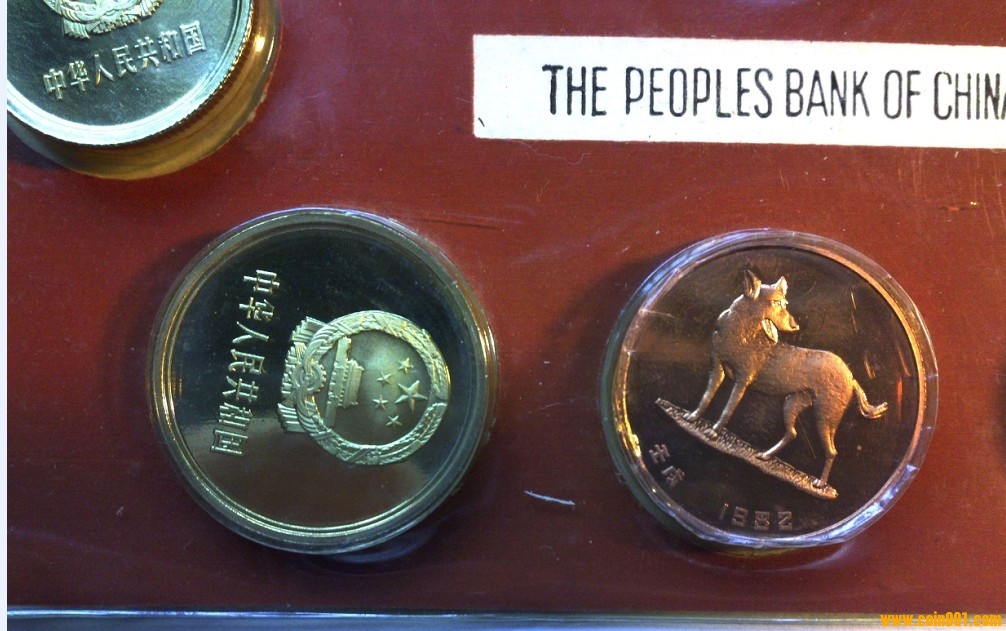 中华人民共和国
THE PEOPLES BANK OF CHINA
中华人民共和国
壬戌
1982
www.coin001.com